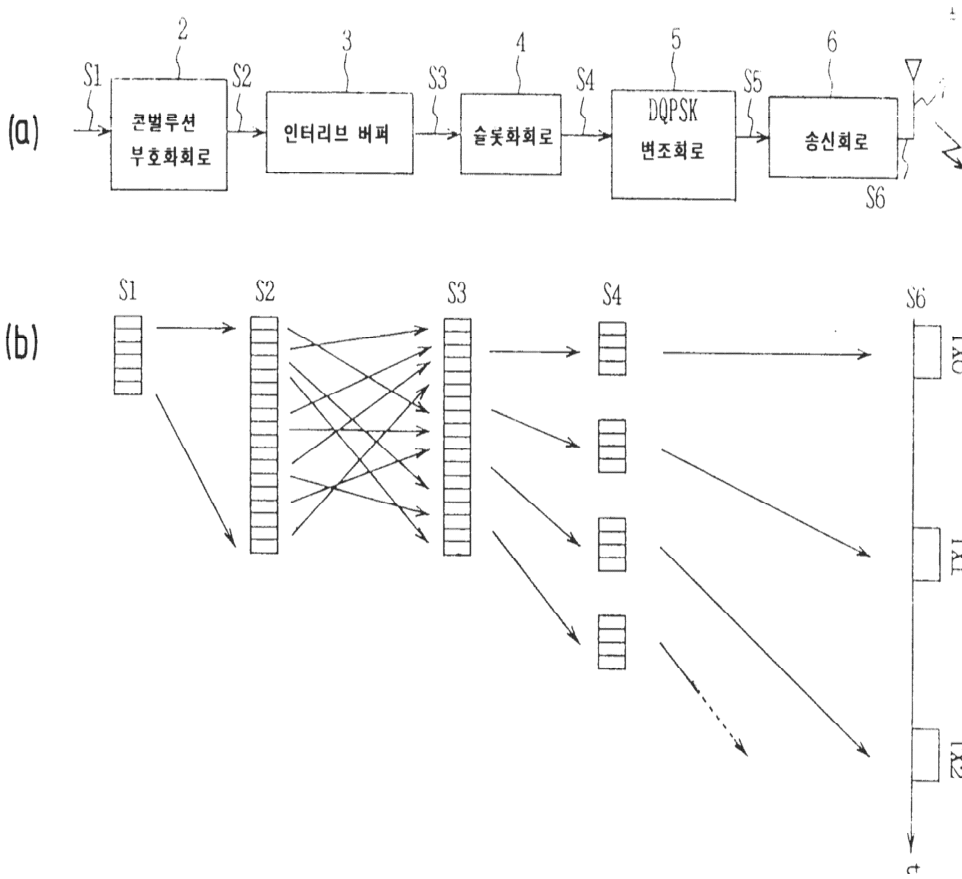 2 3 4 5 6
S1 S2 S3 S4 S5
(a)
콘벌루션
부호화회로
인터리브 버퍼
슬롯화회로
DQPSK
변조회로
송신회로
S6
S1 S2 S3 S4 S6
(b)
TX0
TX1
TX2
t